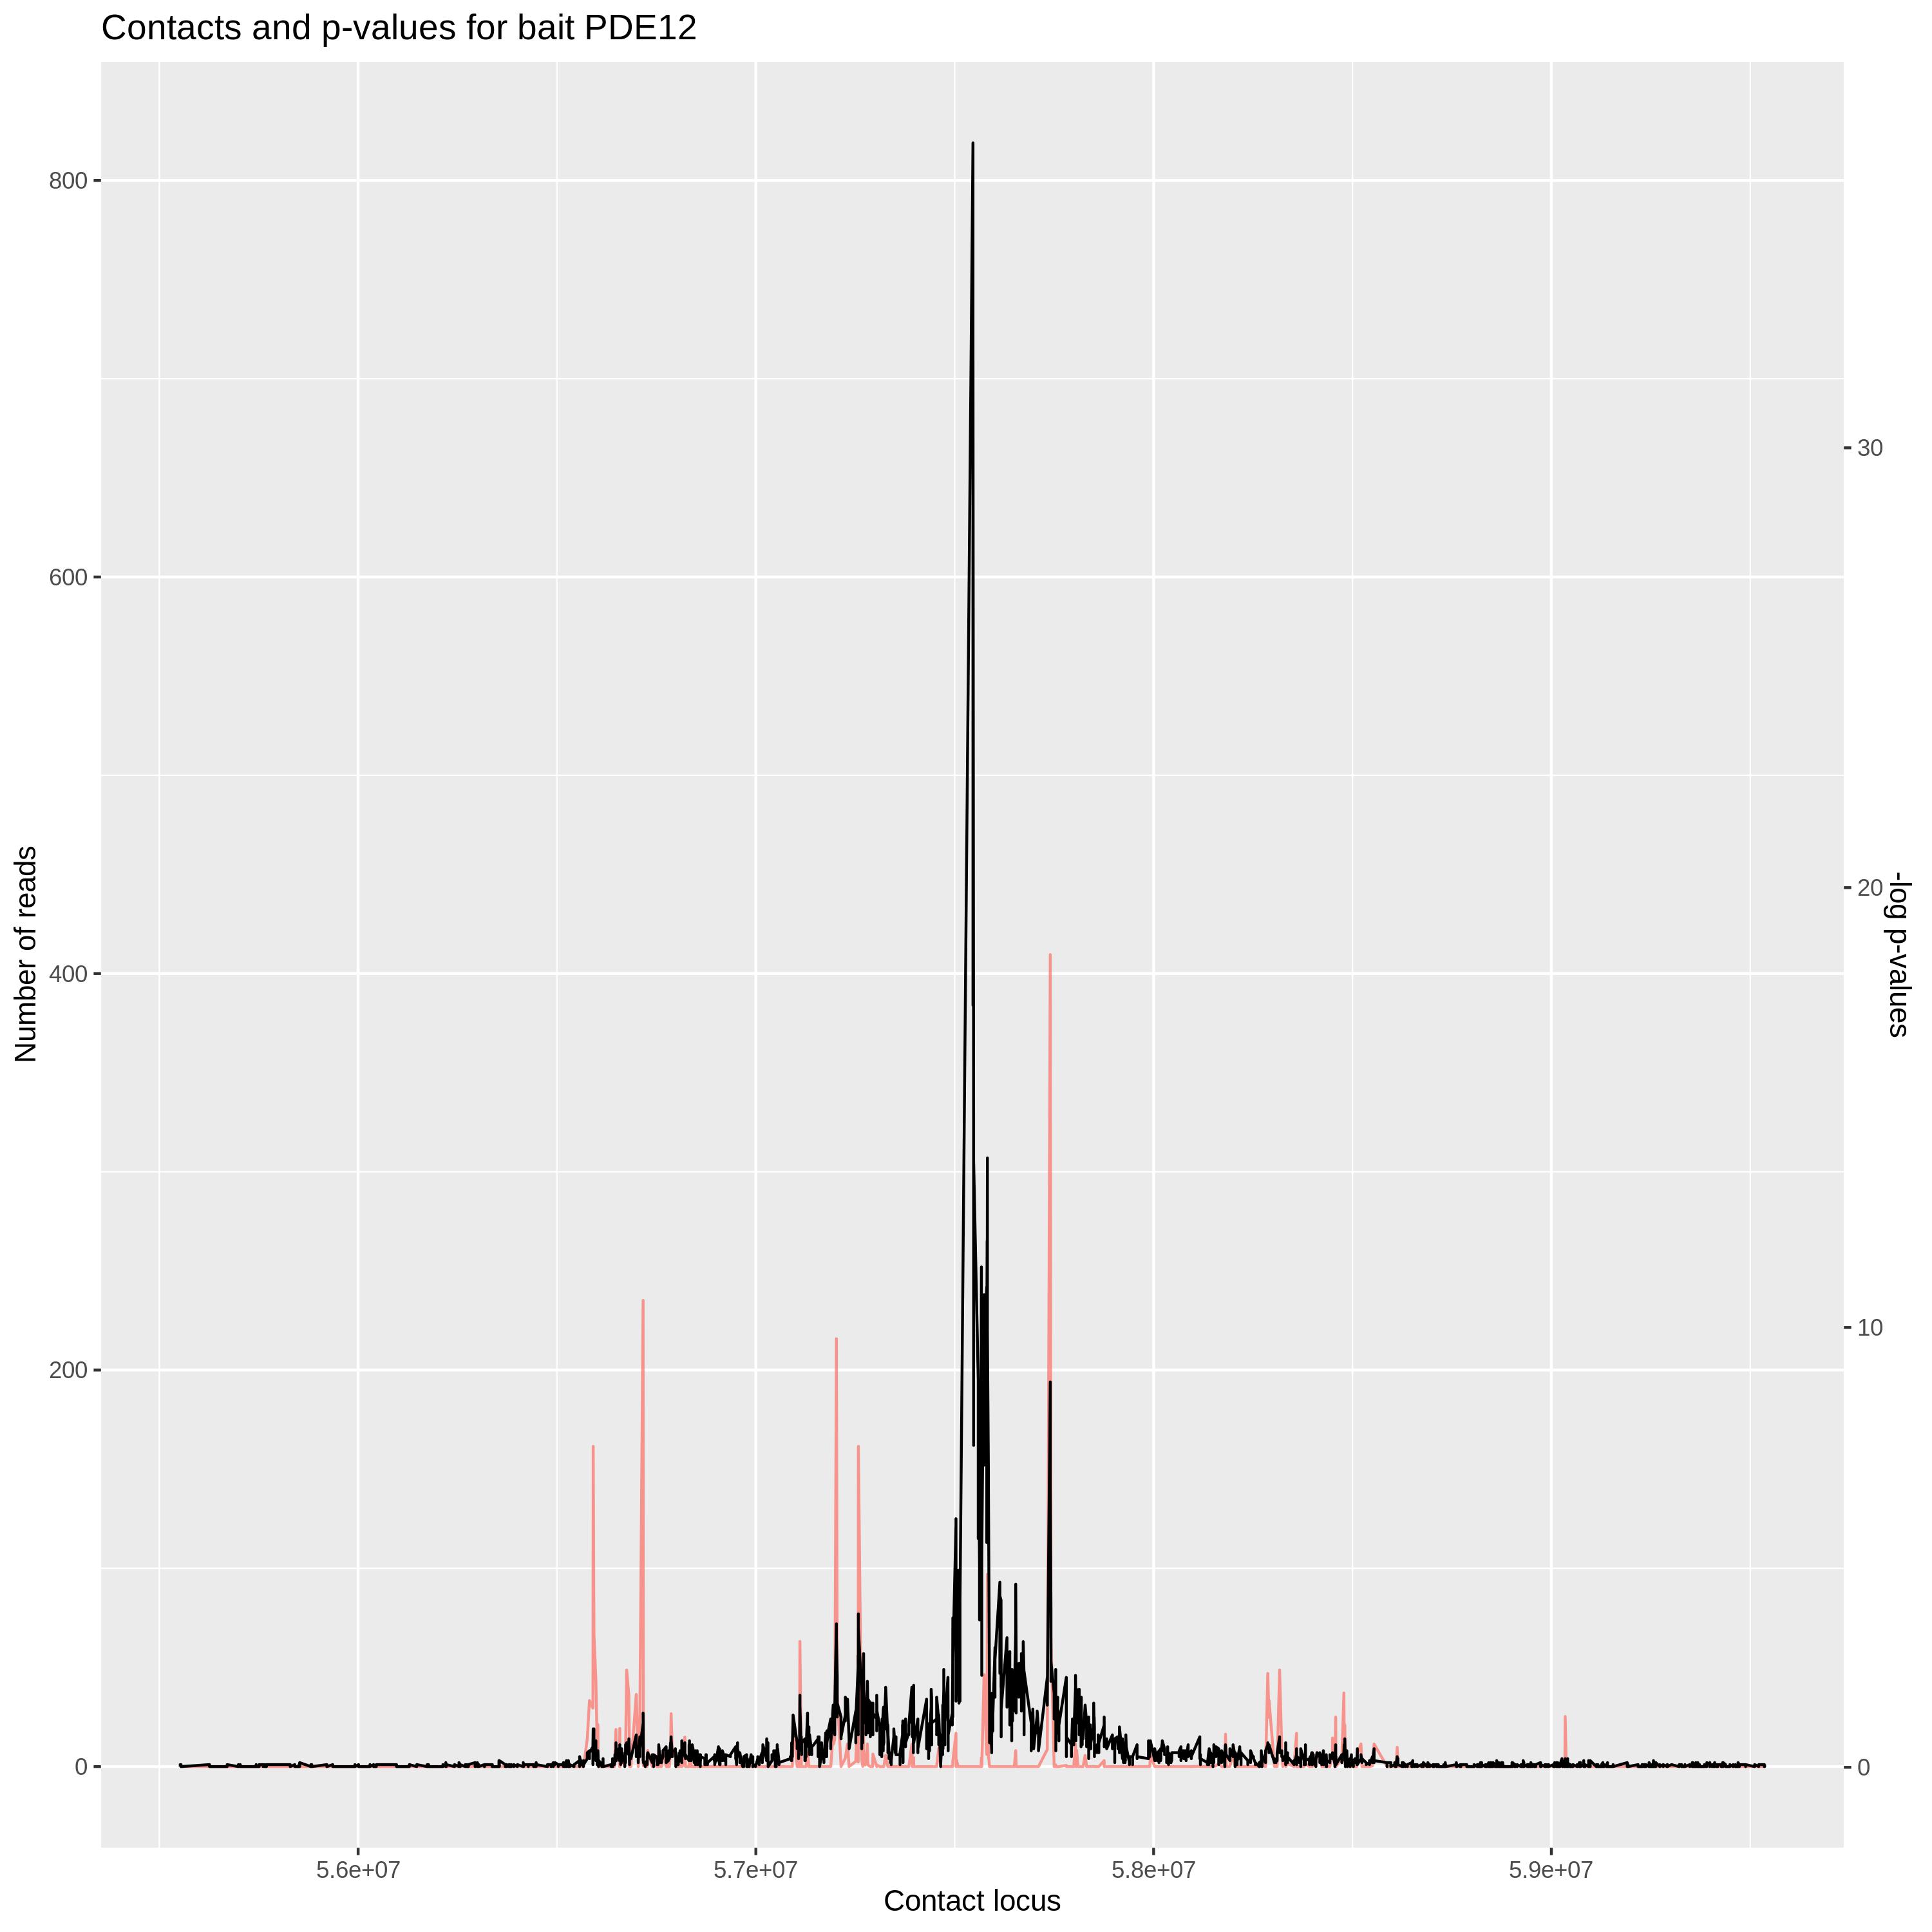 Contacts and p-values for bait PDE12
800
600
400
200
0
Number of reads
30
20
10
0
-log p-values
5.6e+07
5.7e+07
5.8e+07
5.9e+07
Contact locus